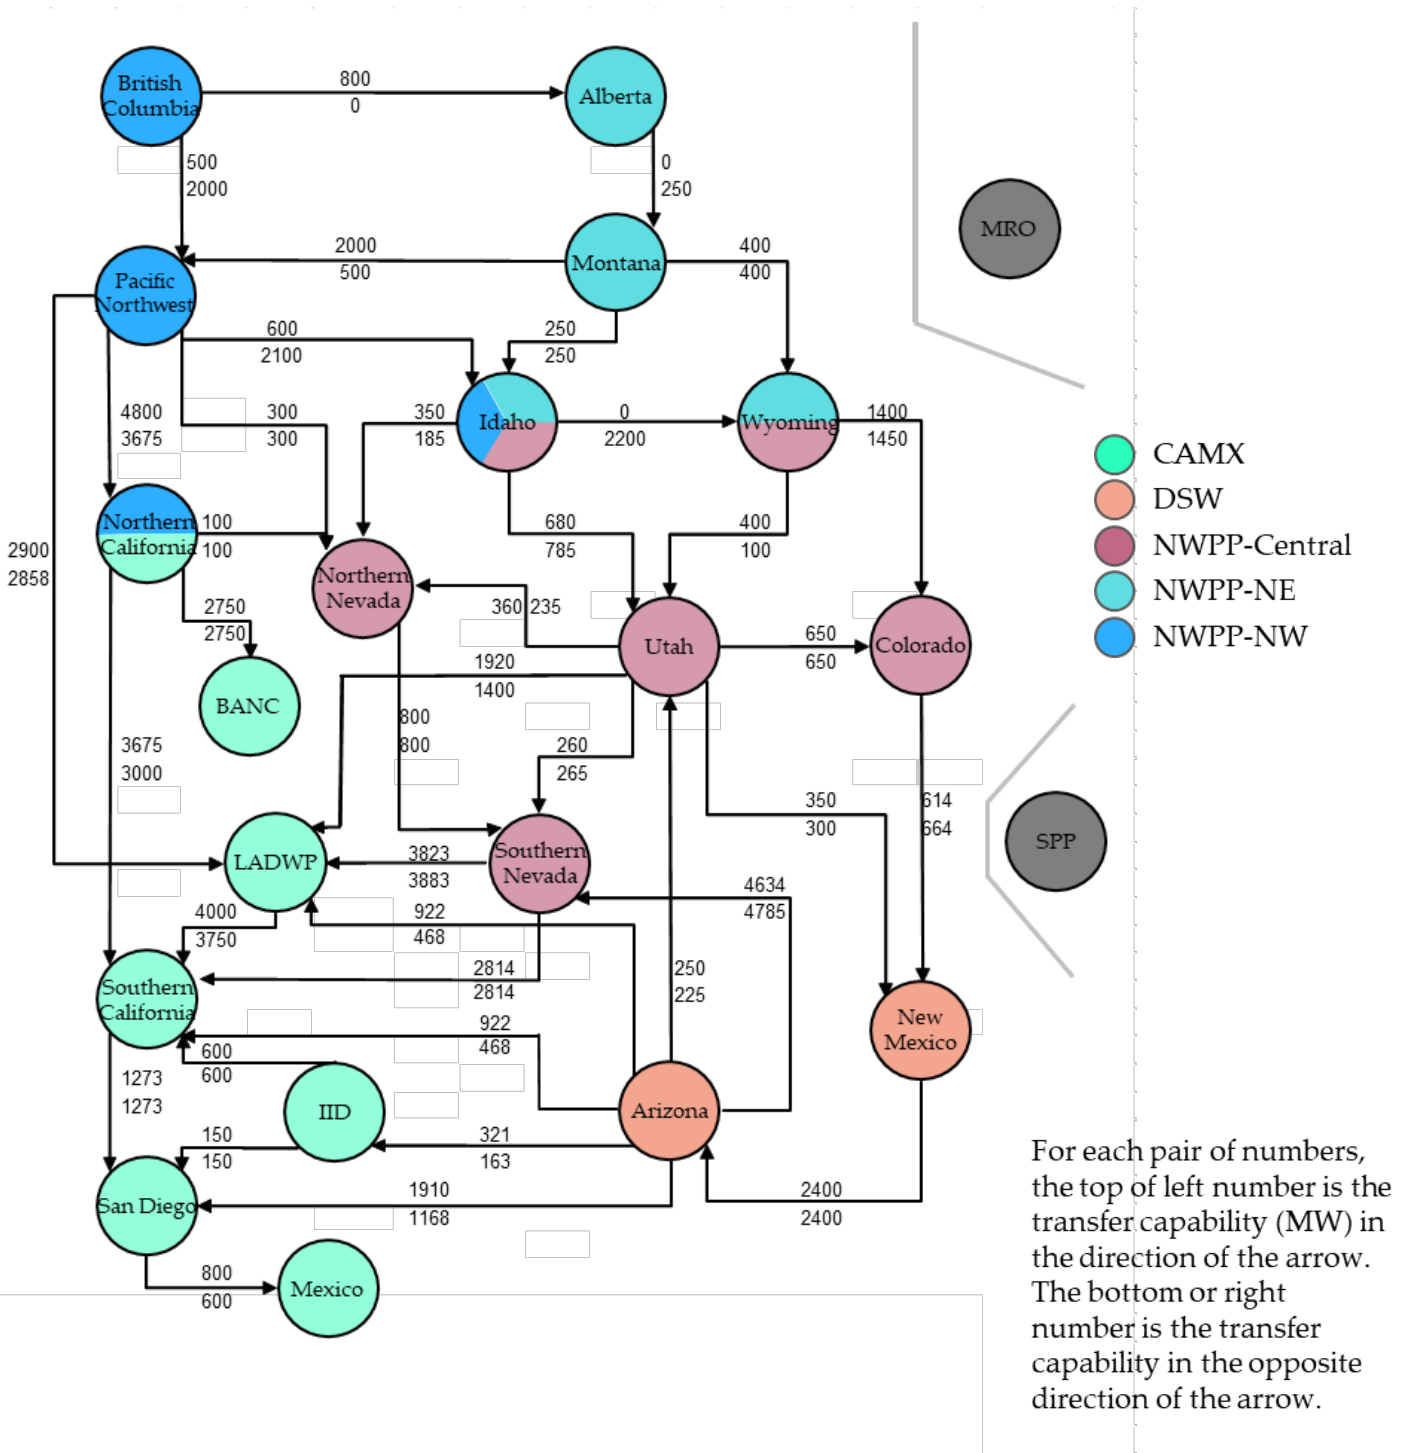 British
Columbia
800
0
Alberta
500
2000
0
250
MRO
2000
500
Montana
400
400
Pacific
Northwest
600
2100
250
250
4800
3675
300
300
350
185
Idaho
0
2200
Wyoming
1400
1450
CAMX
DSW
NWPP-Central
NWPP-NE
NWPP-NW
Northern
California
100
100
680
785
400
100
2900
2858
Northern
Nevada
2750
2750
360
235
Utah
650
650
Colorado
1920
1400
BANC
800
800
3675
3000
260
265
350
300
614
664
SPP
LADWP
3823
3883
Southern
Nevada
4634
4785
4000
3750
922
468
2814
2814
250
225
Southern
California
922
468
New
Mexico
600
600
1273
1273
IID
Arizona
321
163
150
150
San Diego
1910
1168
2400
2400
800
600
Mexico
For each pair of numbers,
the top of left number is the
transfer capability (MW) in
the direction of the arrow.
The bottom or right
number is the transfer
capability in the opposite
direction of the arrow.